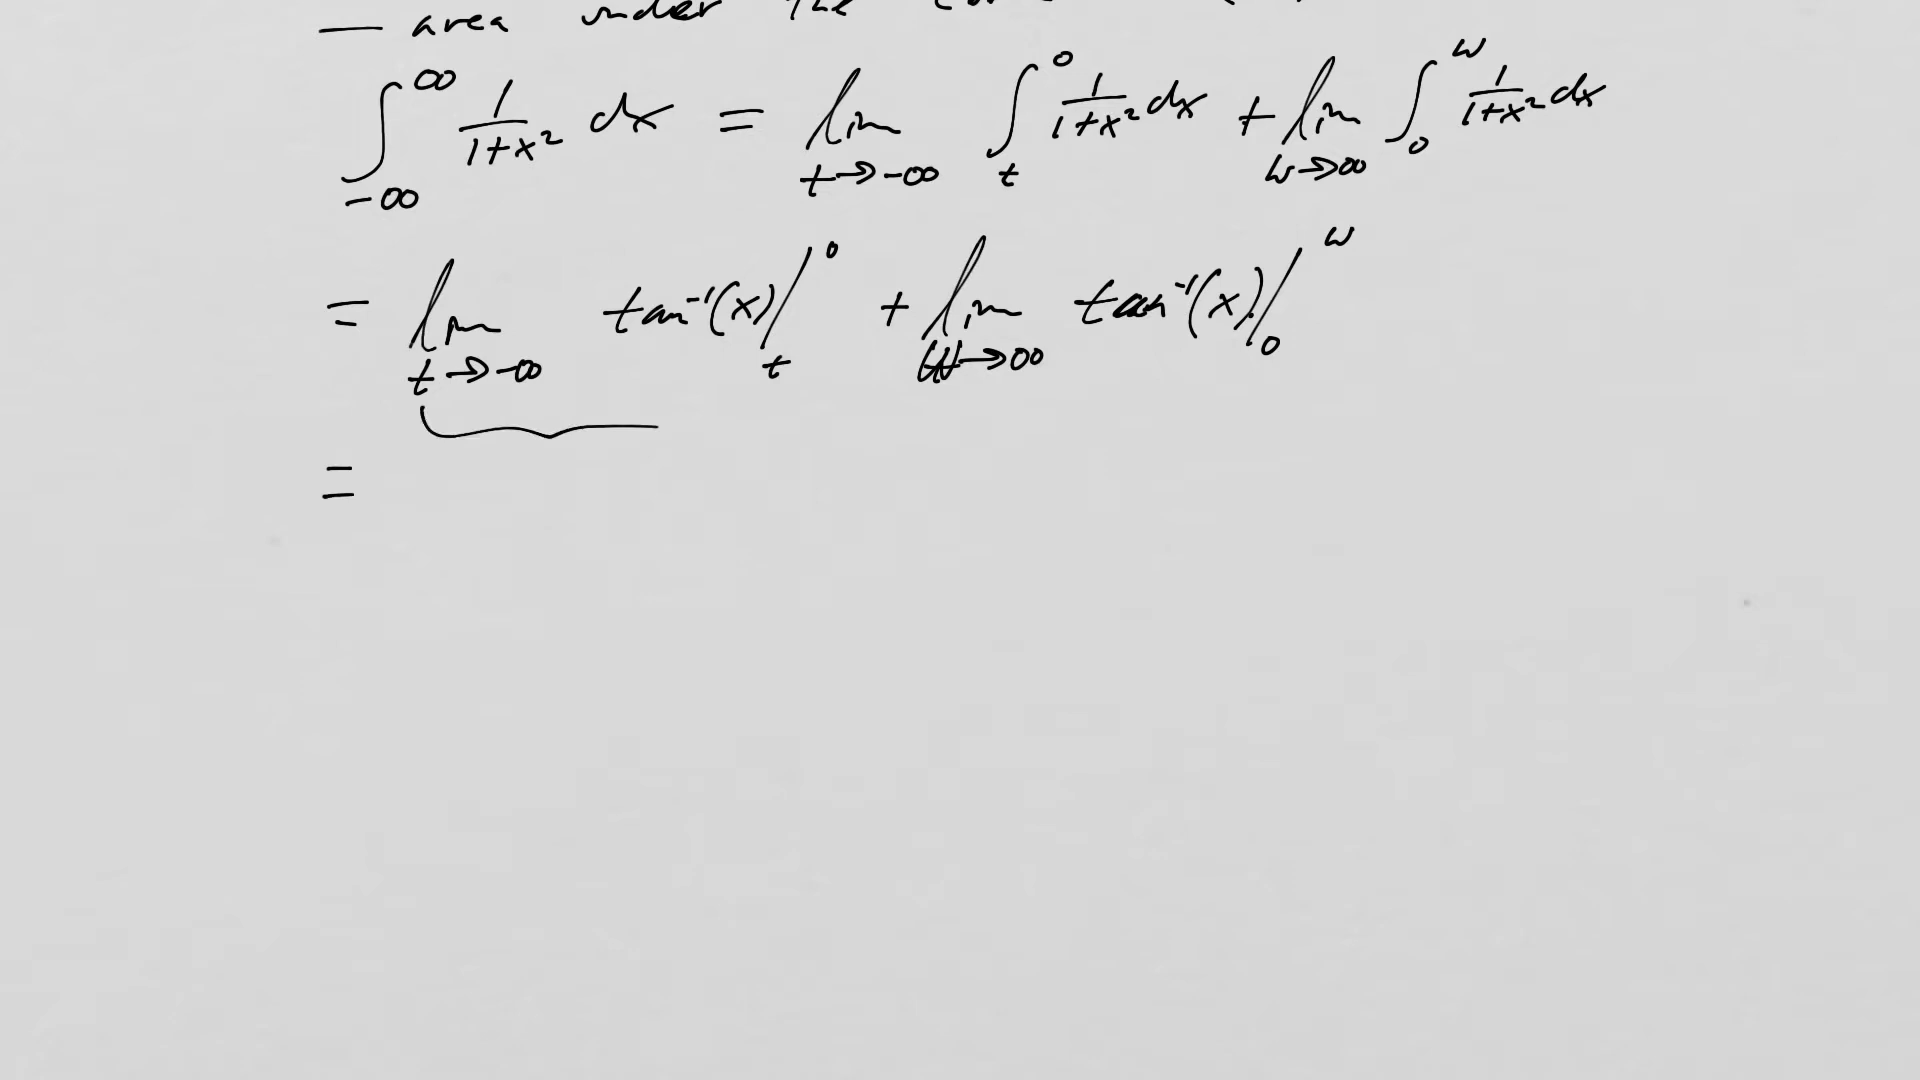 — area under the
∫_{-∞}^{∞} 1/(1+x²) dx = lim_{t→-∞} ∫_t^0 1/(1+x²) dx + lim_{w→∞} ∫_0^w 1/(1+x²) dx
= lim_{t→-∞} tan⁻¹(x)/_t^0 + lim_{w→∞} tan⁻¹(x)/_0^w
=